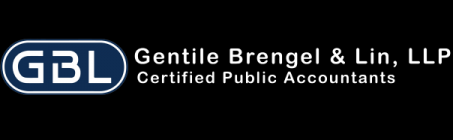 GBL
Gentile Brengel & Lin, LLP
Certified Public Accountants